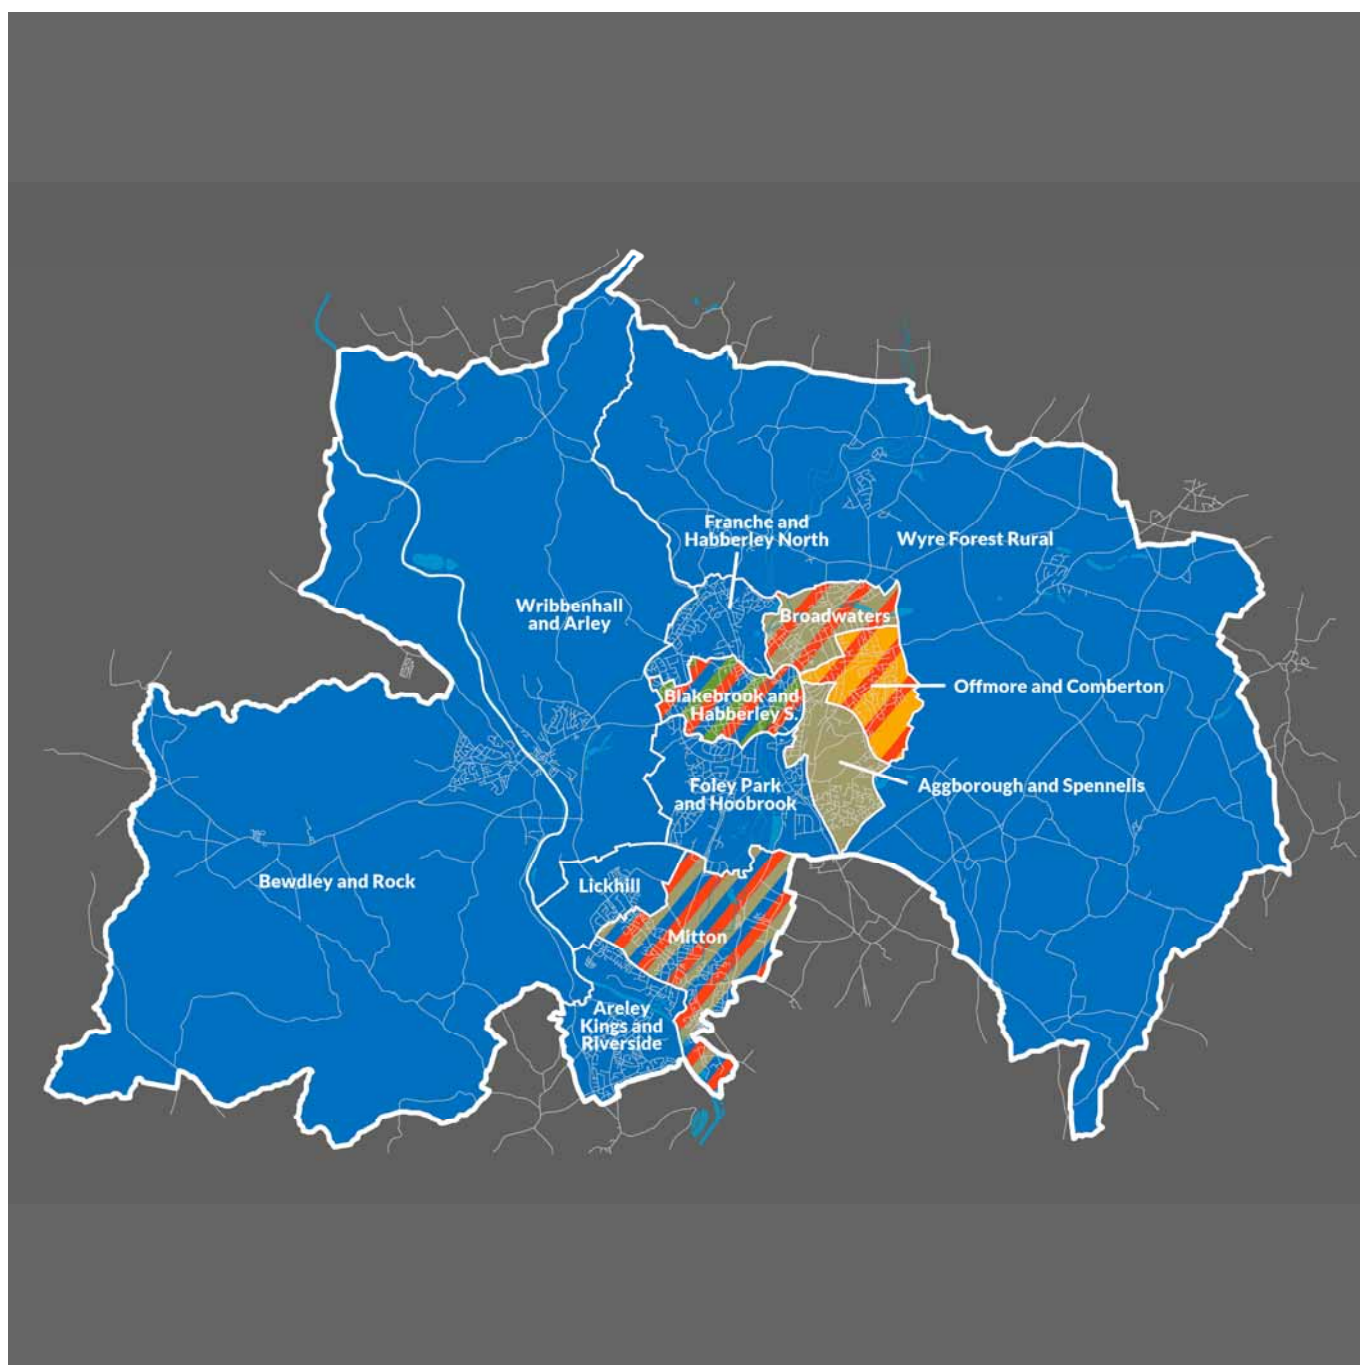 Franche and
Habberley North
Wyre Forest Rural
Wribbenhall
and Arley
Broadwaters
Offmore and Comberton
Blakebrook and
Habberley S.
Foley Park
and Hoobrook
Aggborough and Spennells
Bewdley and Rock
Lickhill
Mitton
Areley
Kings and
Riverside